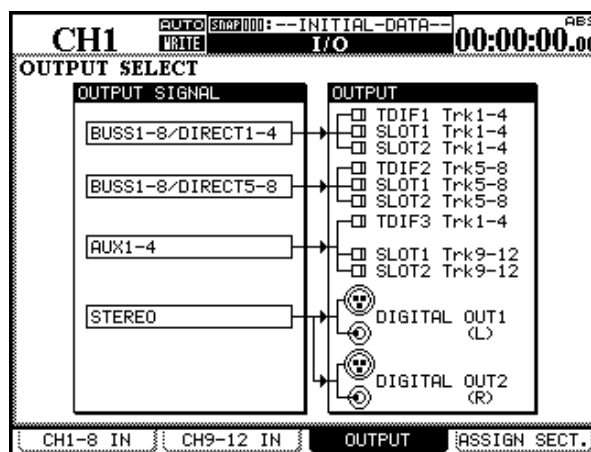 CH1
AUTO SNAP000:--INITIAL-DATA--
WRITE
I/O
ABS
00:00:00.00
OUTPUT SELECT
OUTPUT SIGNAL
BUSS1-8/DIRECT1-4
BUSS1-8/DIRECT5-8
AUX1-4
STEREO
OUTPUT
TDIF1 Trk1-4
SLOT1 Trk1-4
SLOT2 Trk1-4
TDIF2 Trk5-8
SLOT1 Trk5-8
SLOT2 Trk5-8
TDIF3 Trk1-4
SLOT1 Trk9-12
SLOT2 Trk9-12
DIGITAL OUT1
(L)
DIGITAL OUT2
(R)
CH1-8 IN
CH9-12 IN
OUTPUT
ASSIGN SECT.